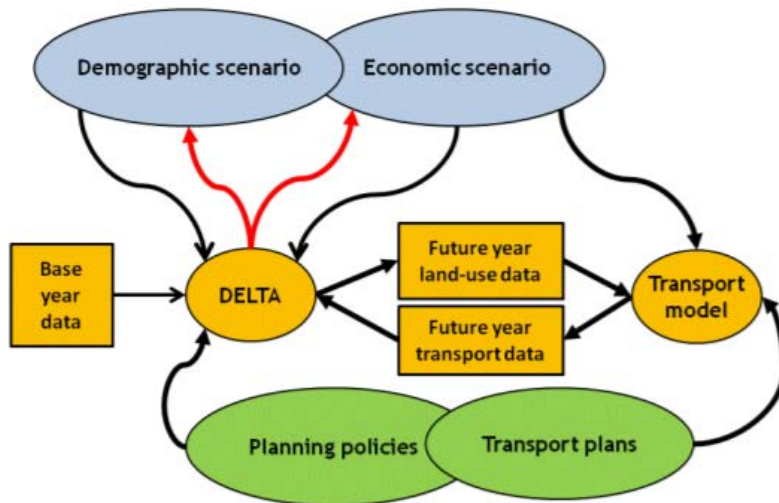 Demographic scenario
Economic scenario
Base
year
data
DELTA
Future year
land-use data
Future year
transport data
Transport
model
Planning policies
Transport plans